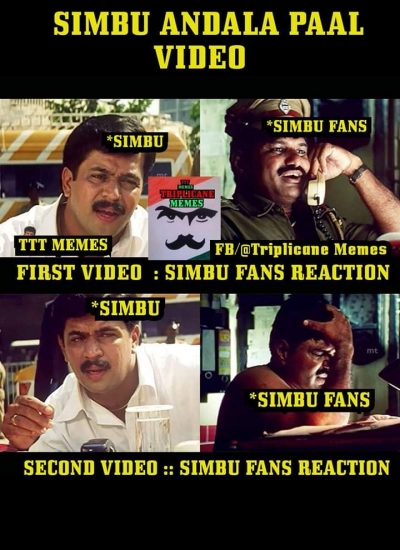 SIMBU ANDALA PAAL
VIDEO
*SIMBU
*SIMBU FANS
TRIPLICANE
MEMES
TTT MEMES
FB/@Triplicane Memes
FIRST VIDEO : SIMBU FANS REACTION
*SIMBU
mt
*SIMBU FANS
SECOND VIDEO :: SIMBU FANS REACTION